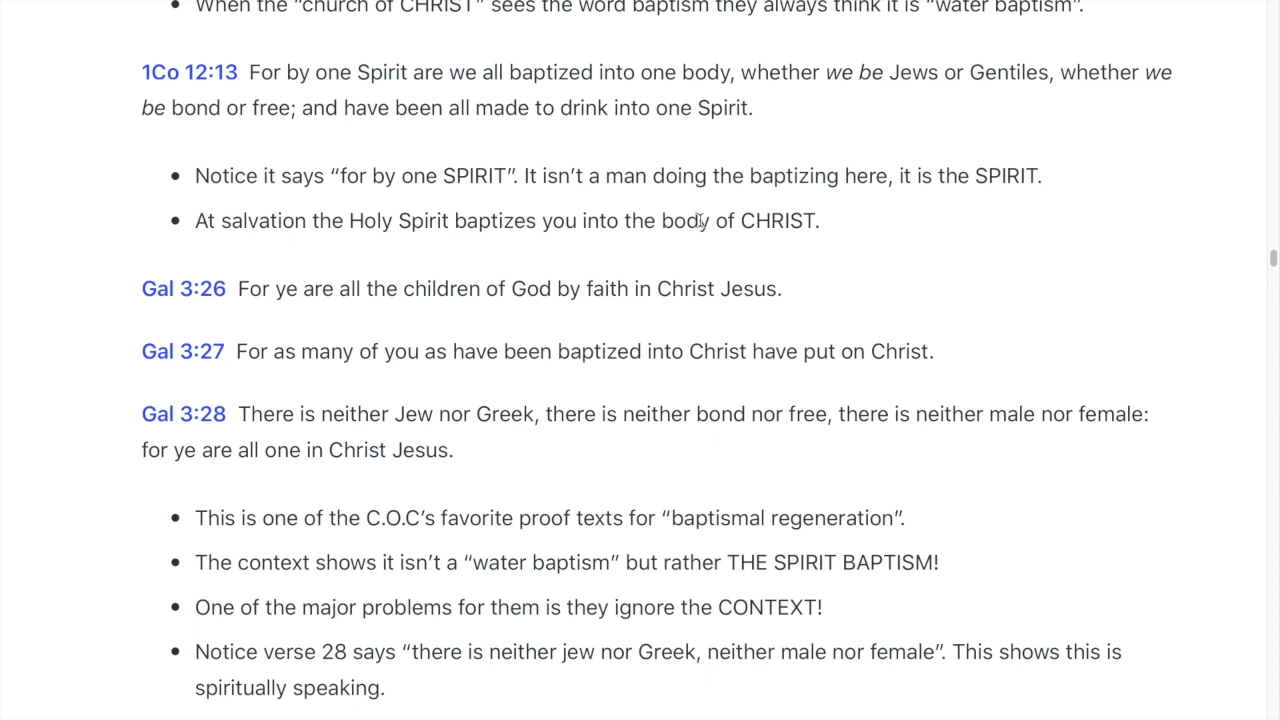 When the “church of CHRIST” sees the word baptism they always think it is “water baptism”.
1Co 12:13 For by one Spirit are we all baptized into one body, whether we be Jews or Gentiles, whether we
be bond or free; and have been all made to drink into one Spirit.
Notice it says “for by one SPIRIT”. It isn’t a man doing the baptizing here, it is the SPIRIT.
At salvation the Holy Spirit baptizes you into the body of CHRIST.
Gal 3:26 For ye are all the children of God by faith in Christ Jesus.
Gal 3:27 For as many of you as have been baptized into Christ have put on Christ.
Gal 3:28 There is neither Jew nor Greek, there is neither bond nor free, there is neither male nor female:
for ye are all one in Christ Jesus.
This is one of the C.O.C’s favorite proof texts for “baptismal regeneration”.
The context shows it isn’t a “water baptism” but rather THE SPIRIT BAPTISM!
One of the major problems for them is they ignore the CONTEXT!
Notice verse 28 says “there is neither jew nor Greek, neither male nor female”. This shows this is
spiritually speaking.